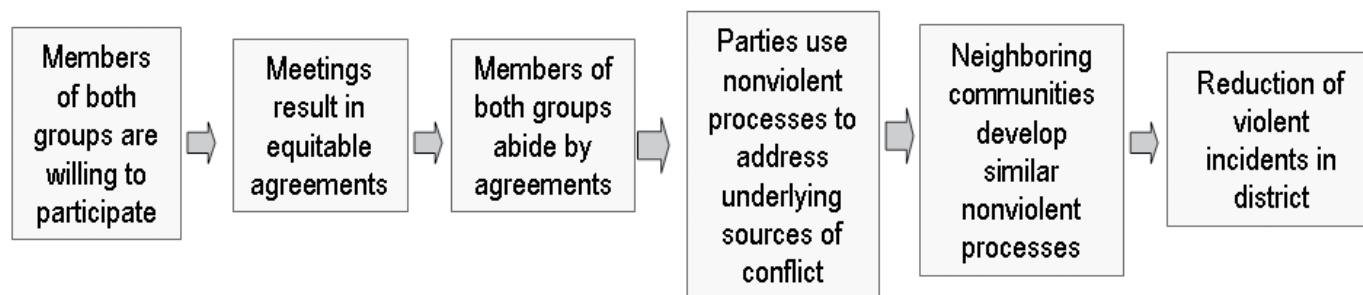 Members
of both
groups are
willing to
participate
Meetings
result in
equitable
agreements
Members of
both groups
abide by
agreements
Parties use
nonviolent
processes to
address
underlying
sources of
conflict
Neighboring
communities
develop
similar
nonviolent
processes
Reduction of
violent
incidents in
district